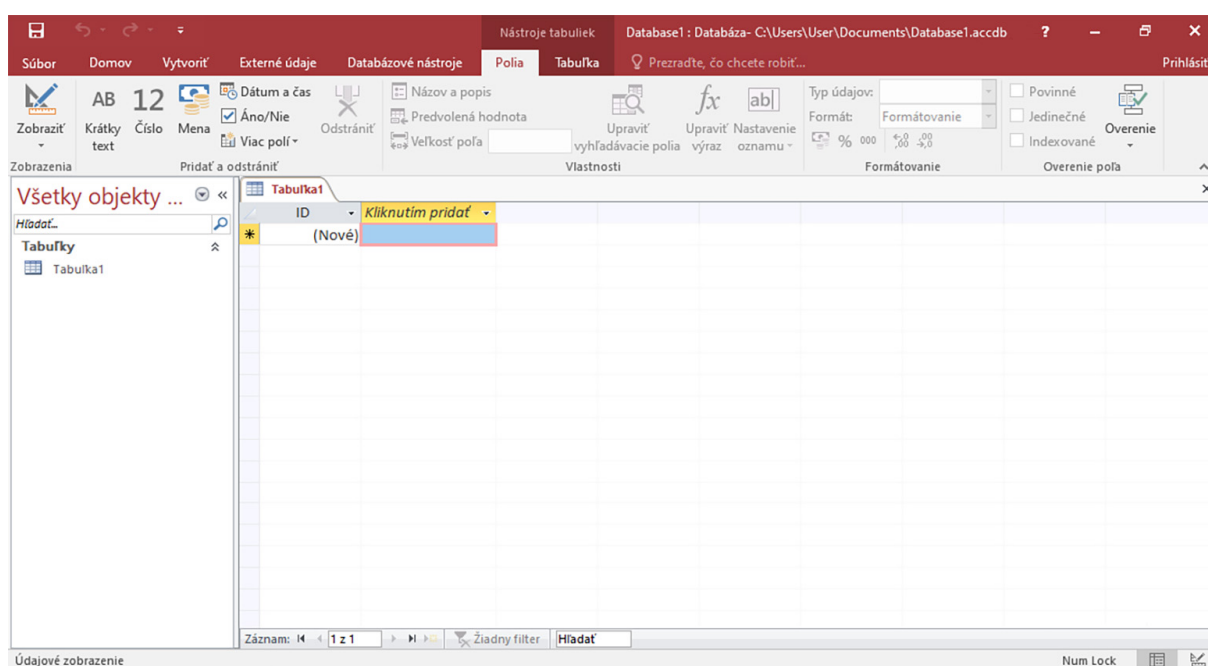 Nástroje tabuliek
Database1 : Databáza- C:\Users\User\Documents\Database1.accdb
?
Súbor Domov Vytvoriť Externé údaje Databázové nástroje Polia Tabuľka Prezraďte, čo chcete robiť... Prihlásiť
Zobraziť
Zobrazenia
AB Krátky text
12 Číslo
Mena
Dátum a čas
Áno/Nie
Viac polí
Odstrániť
Pridať a odstrániť
Názov a popis
Predvolená hodnota
Veľkosť poľa
Upraviť vyhľadávacie polia
fx Upraviť výraz
ab Nastavenie oznamu
Vlastnosti
Typ údajov:
Formát: Formátovanie
% 000 ,00 ,0
Formátovanie
Povinné
Jedinečné
Indexované
Overenie
Overenie poľa
Všetky objekty ... «
Hľadať...
Tabuľky
Tabuľka1
Tabuľka1
ID Kliknutím pridať
* (Nové)
Záznam: 1 z 1 Žiadny filter Hľadať
Údajové zobrazenie Num Lock